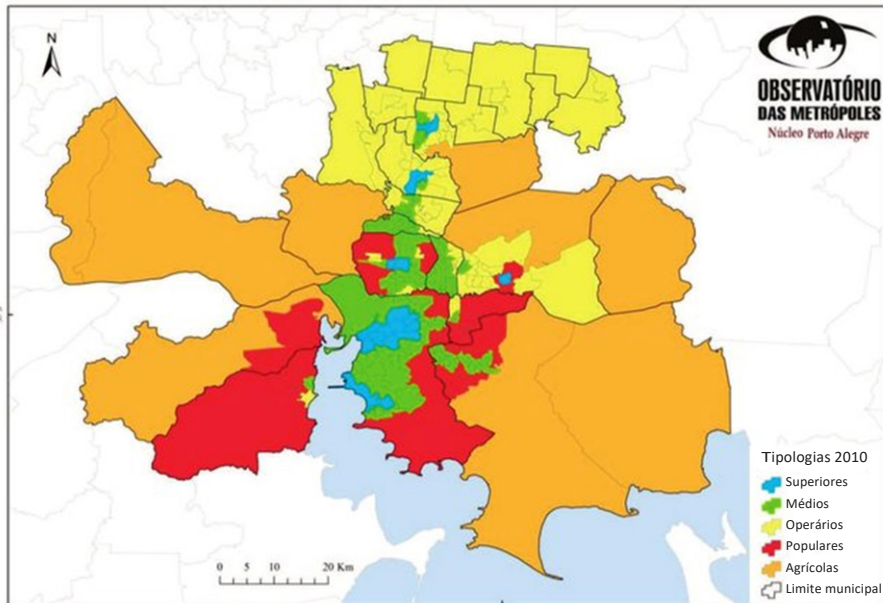 N
OBSERVATÓRIO
DAS METRÓPOLES
Núcleo Porto Alegre
Tipologias 2010
Superiores
Médios
Operários
Populares
Agrícolas
Limite municipal
0 5 10 20 Km